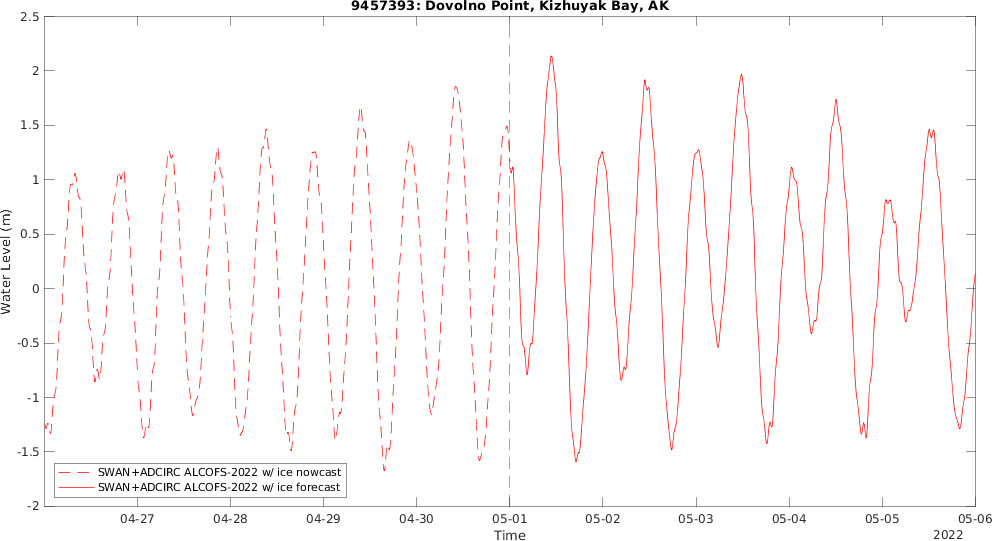 9457393: Dovolno Point, Kizhuyak Bay, AK
2.5
2
1.5
1
0.5
0
-0.5
-1
-1.5
-2
Water Level (m)
SWAN+ADCIRC ALCOFS-2022 w/ ice nowcast
SWAN+ADCIRC ALCOFS-2022 w/ ice forecast
04-27 04-28 04-29 04-30 05-01 05-02 05-03 05-04 05-05 05-06
Time
2022